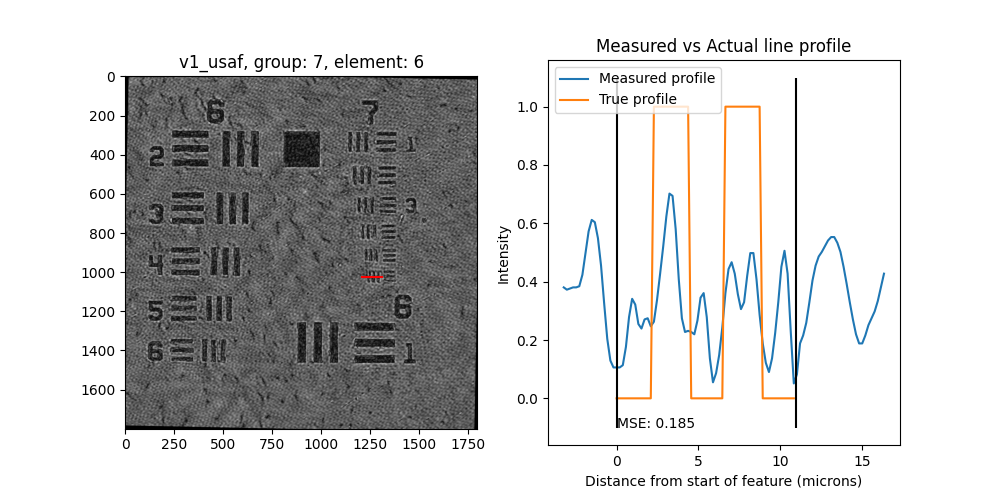 v1_usaf, group: 7, element: 6
0
200
400
600
800
1000
1200
1400
1600
0 250 500 750 1000 1250 1500 1750
6 7
2 1
3 3
4
5 6
6 1
Measured vs Actual line profile
Measured profile
True profile
Intensity
1.0
0.8
0.6
0.4
0.2
0.0
MSE: 0.185
0 5 10 15
Distance from start of feature (microns)